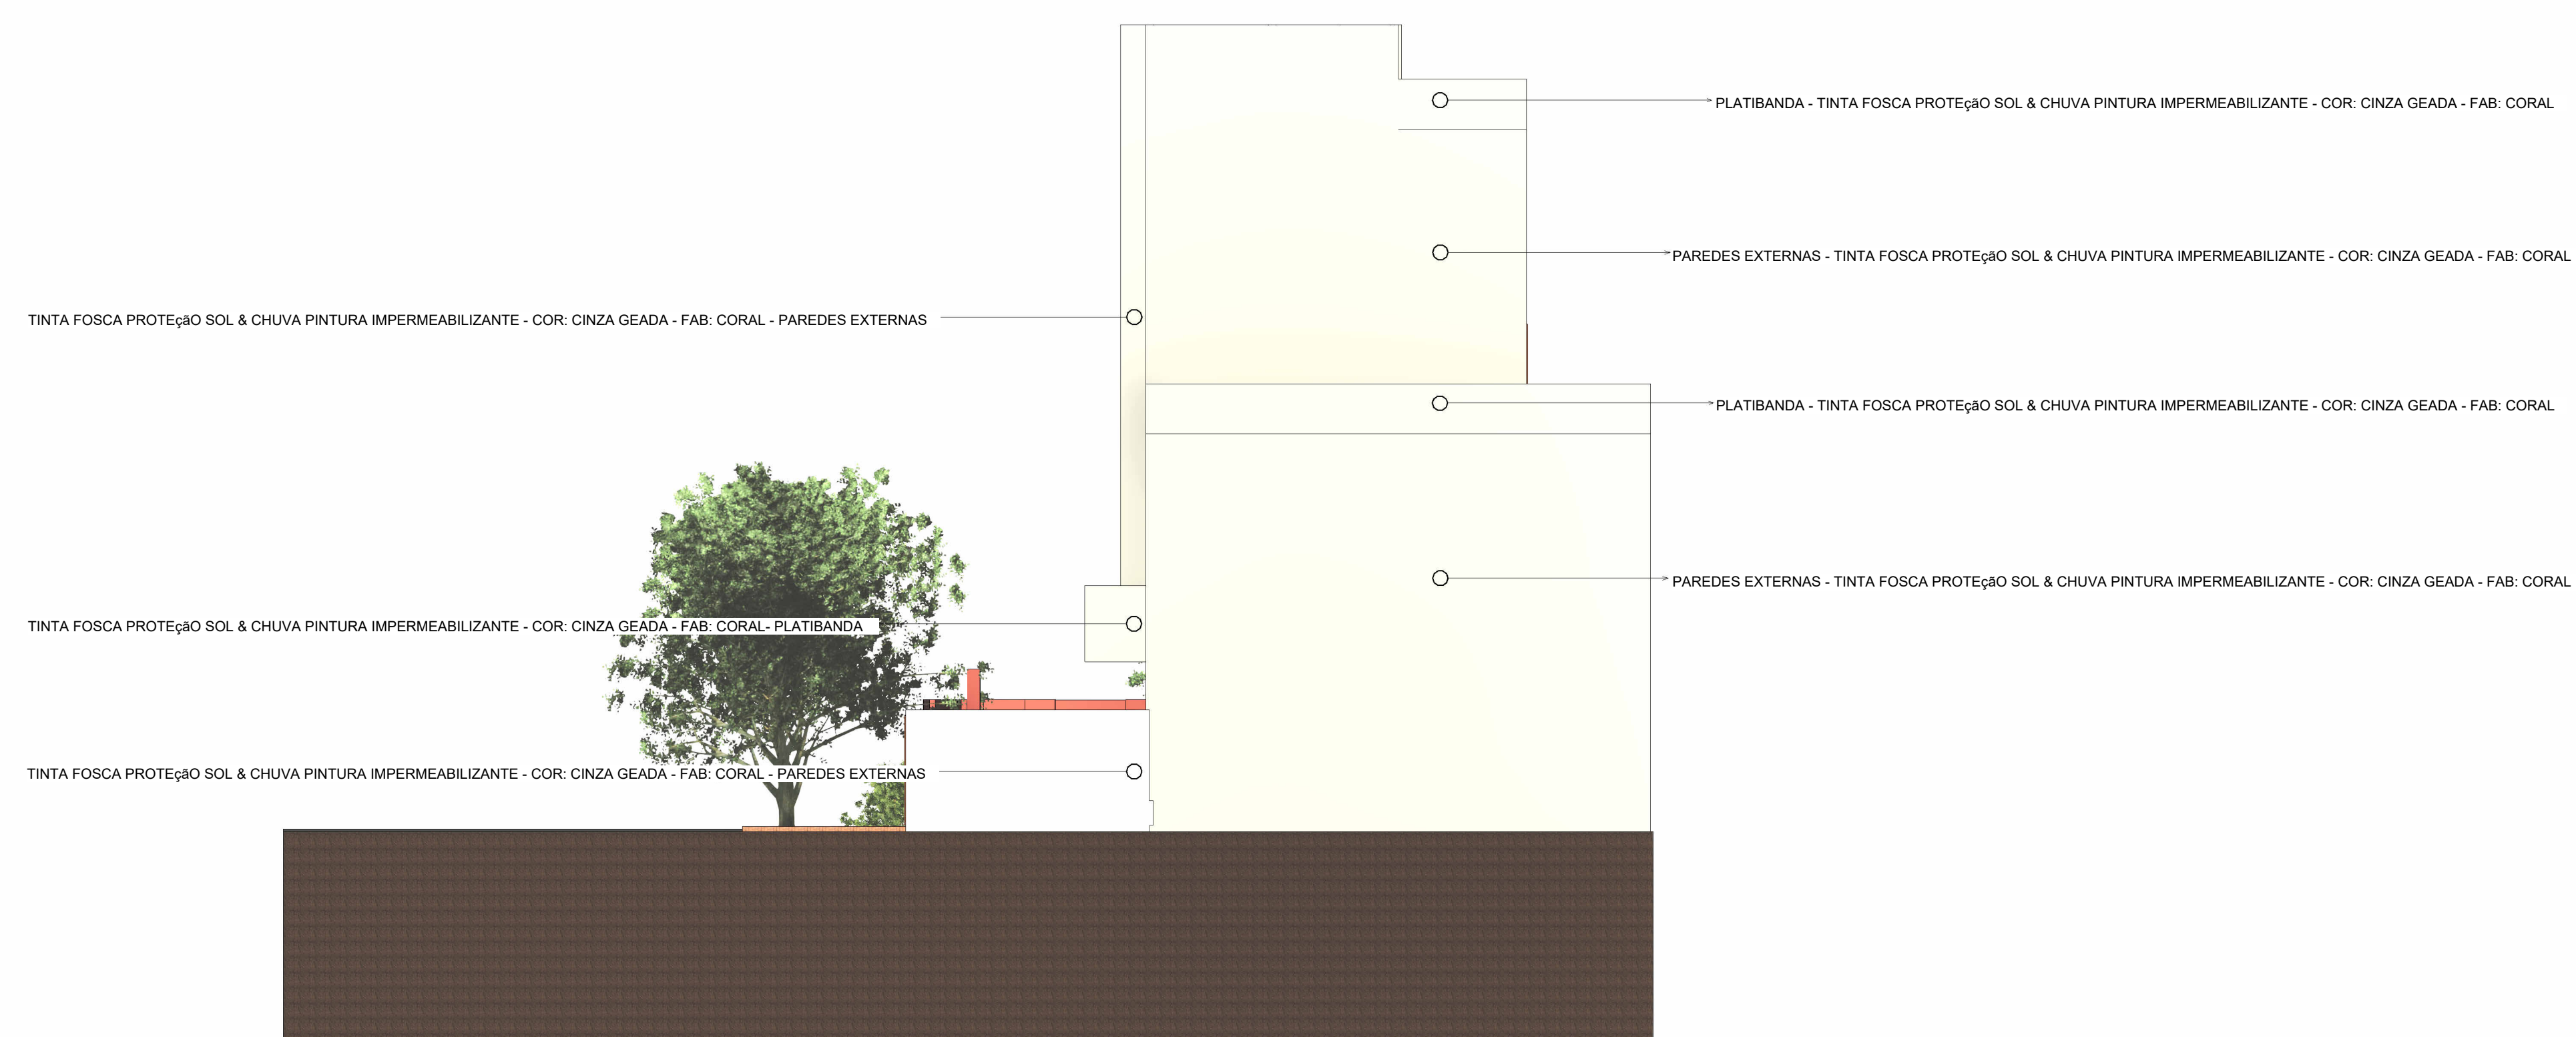 PLATIBANDA - TINTA FOSCA PROTEçãO SOL & CHUVA PINTURA IMPERMEABILIZANTE - COR: CINZA GEADA - FAB: CORAL
PAREDES EXTERNAS - TINTA FOSCA PROTEçãO SOL & CHUVA PINTURA IMPERMEABILIZANTE - COR: CINZA GEADA - FAB: CORAL
TINTA FOSCA PROTEçãO SOL & CHUVA PINTURA IMPERMEABILIZANTE - COR: CINZA GEADA - FAB: CORAL - PAREDES EXTERNAS
PLATIBANDA - TINTA FOSCA PROTEçãO SOL & CHUVA PINTURA IMPERMEABILIZANTE - COR: CINZA GEADA - FAB: CORAL
PAREDES EXTERNAS - TINTA FOSCA PROTEçãO SOL & CHUVA PINTURA IMPERMEABILIZANTE - COR: CINZA GEADA - FAB: CORAL
TINTA FOSCA PROTEçãO SOL & CHUVA PINTURA IMPERMEABILIZANTE - COR: CINZA GEADA - FAB: CORAL- PLATIBANDA
TINTA FOSCA PROTEçãO SOL & CHUVA PINTURA IMPERMEABILIZANTE - COR: CINZA GEADA - FAB: CORAL - PAREDES EXTERNAS